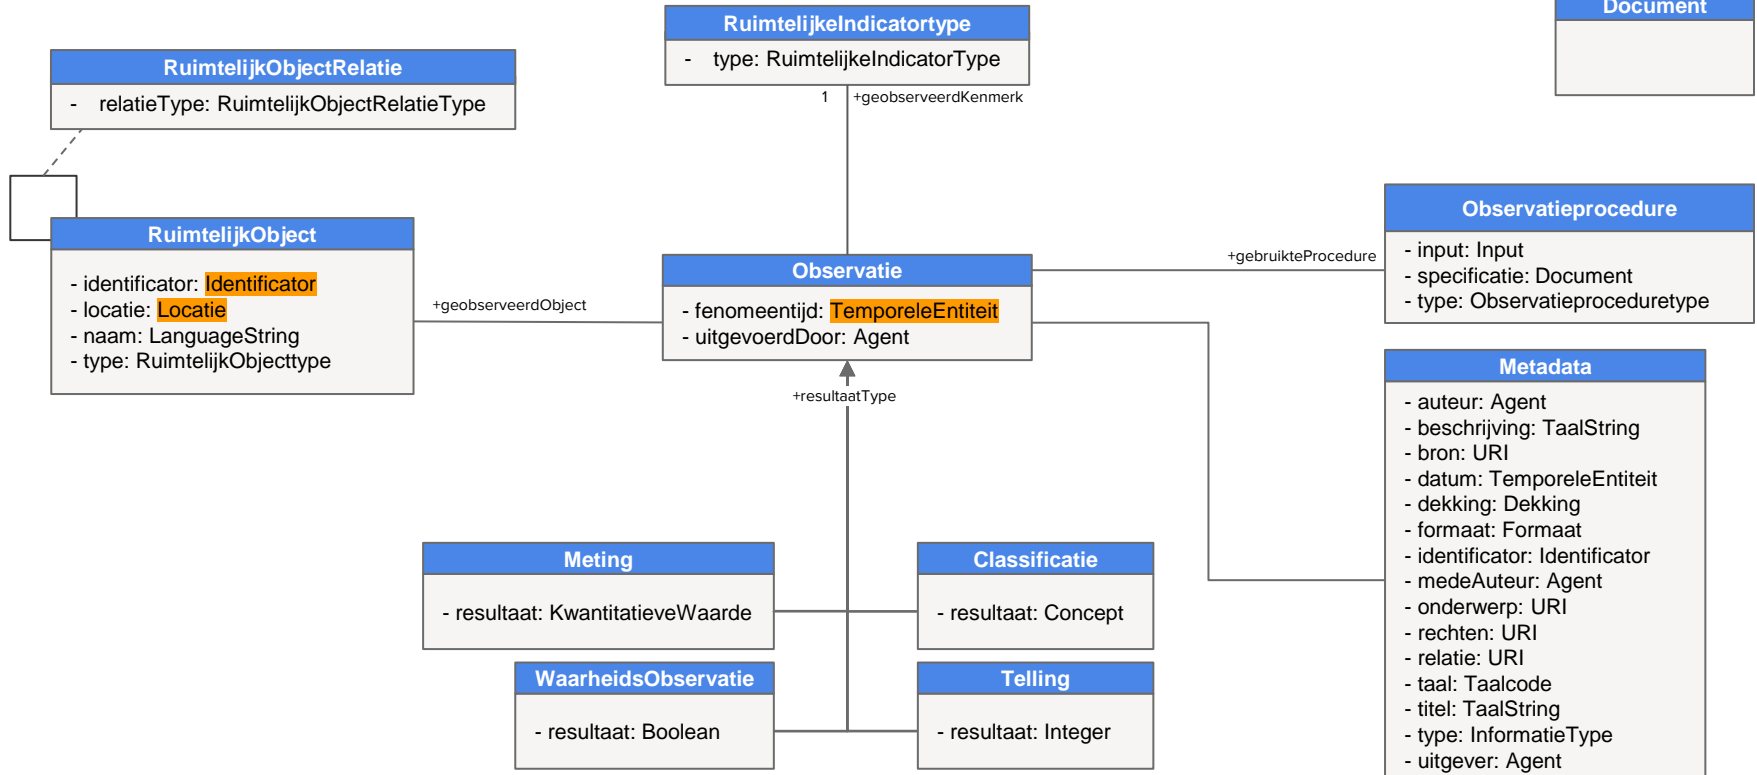 Document
RuimtelijkeIndicatortype
- type: RuimtelijkeIndicatorType
1
+geobserveerdKenmerk
RuimtelijkObjectRelatie
- relatieType: RuimtelijkObjectRelatieType
RuimtelijkObject
- identificator: Identificator
- locatie: Locatie
- naam: LanguageString
- type: RuimtelijkObjecttype
+geobserveerdObject
Observatie
- fenomeentijd: TemporeleEntiteit
- uitgevoerdDoor: Agent
+resultaatType
+gebruikteProcedure
Observatieprocedure
- input: Input
- specificatie: Document
- type: Observatieproceduretype
Metadata
- auteur: Agent
- beschrijving: TaalString
- bron: URI
- datum: TemporeleEntiteit
- dekking: Dekking
- formaat: Formaat
- identificator: Identificator
- medeAuteur: Agent
- onderwerp: URI
- rechten: URI
- relatie: URI
- taal: Taalcode
- titel: TaalString
- type: InformatieType
- uitgever: Agent
Meting
- resultaat: KwantitatieveWaarde
Classificatie
- resultaat: Concept
WaarheidsObservatie
- resultaat: Boolean
Telling
- resultaat: Integer